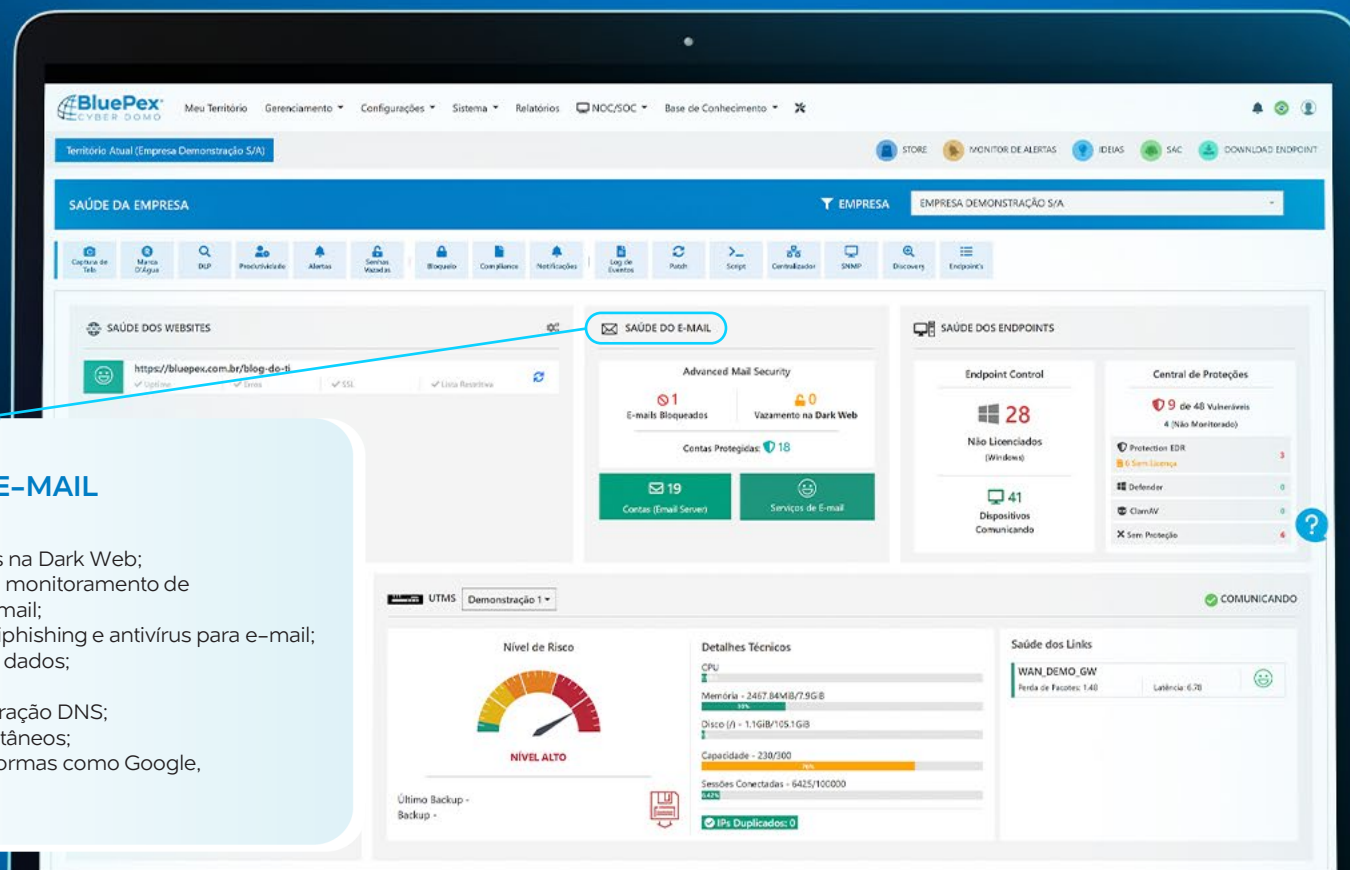 BluePex
CYBER DOMO
Meu Território Gerenciamento Configurações Sistema Relatórios NOC/SOC Base de Conhecimento
Território Atual (Empresa Demonstração S/A)
STORE MONITOR DE ALERTAS IDEIAS SAC DOWNLOAD ENDPOINT
SAÚDE DA EMPRESA
EMPRESA EMPRESA DEMONSTRAÇÃO S/A
Captura de Tela
Marca D'Água
DLP
Produtividade
Alertas
Senhas Vazadas
Bloqueio
Compliance
Notificações
Log de Eventos
Patch
Script
Centralizador
SNMP
Discovery
Endpoint's
SAÚDE DOS WEBSITES
https://bluepex.com.br/blog-do-ti...
Uptime Erros SSL Lista Restritiva
SAÚDE DO E-MAIL
Advanced Mail Security
1
E-mails Bloqueados
0
Vazamento na Dark Web
Contas Protegidas: 18
19
Contas (Email Server)
Serviços de E-mail
SAÚDE DOS ENDPOINTS
Endpoint Control
28
Não Licenciados
(Windows)
41
Dispositivos
Comunicando
Central de Proteções
9 de 48 Vulneráveis
4 (Não Monitorado)
Protection EDR 3
6 Sem Licença
Defender 0
ClamAV 0
Sem Proteção 6
?
E-MAIL
s na Dark Web;
monitoramento de
mail;
iphishing e antivírus para e-mail;
dados;
ração DNS;
tâneos;
ormas como Google,
UTMS Demonstração 1
COMUNICANDO
Nível de Risco
NÍVEL ALTO
Último Backup -
Backup -
Detalhes Técnicos
CPU
Memória - 2467.84MiB/7.9GiB
Disco (/) - 1.1GiB/105.1GiB
Capacidade - 230/300
76%
Sessões Conectadas - 6425/100000
6.42%
IPs Duplicados: 0
Saúde dos Links
WAN_DEMO_GW
Perda de Pacotes: 1.48 Latência: 6.78